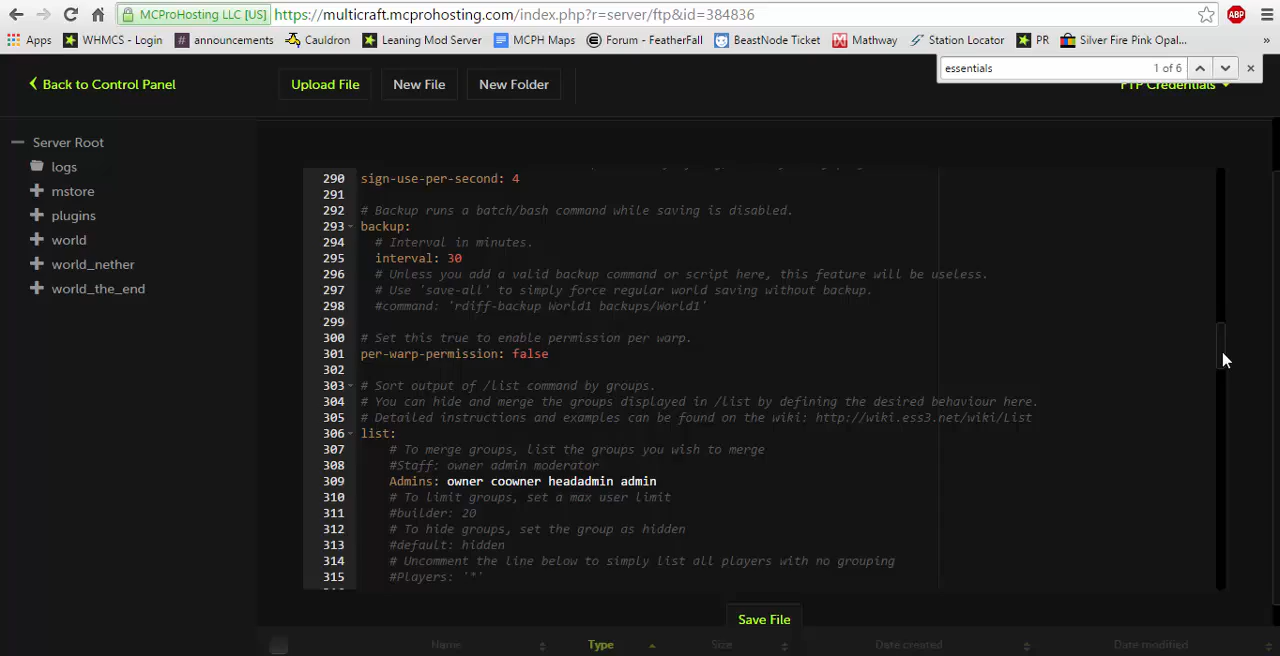 MCProHosting LLC [US] https://multicraft.mcprohosting.com/index.php?r=server/ftp&id=384836 ABP
Apps WHMCS - Login announcements Cauldron Leaning Mod Server MCPH Maps Forum - FeatherFall BeastNode Ticket Mathway Station Locator PR Silver Fire Pink Opal... »
essentials 1 of 6
Back to Control Panel Upload File New File New Folder FTP Credentials
Server Root
logs
mstore
plugins
world
world_nether
world_the_end
290 sign-use-per-second: 4
291
292 # Backup runs a batch/bash command while saving is disabled.
293 backup:
294 # Interval in minutes.
295 interval: 30
296 # Unless you add a valid backup command or script here, this feature will be useless.
297 # Use 'save-all' to simply force regular world saving without backup.
298 #command: 'rdiff-backup World1 backups/World1'
299
300 # Set this true to enable permission per warp.
301 per-warp-permission: false
302
303 # Sort output of /list command by groups.
304 # You can hide and merge the groups displayed in /list by defining the desired behaviour here.
305 # Detailed instructions and examples can be found on the wiki: http://wiki.ess3.net/wiki/List
306 list:
307 # To merge groups, list the groups you wish to merge
308 #Staff: owner admin moderator
309 Admins: owner coowner headadmin admin
310 # To limit groups, set a max user limit
311 #builder: 20
312 # To hide groups, set the group as hidden
313 #default: hidden
314 # Uncomment the line below to simply list all players with no grouping
315 #Players: '*'
Save File
Name Type Size Date created Date modified